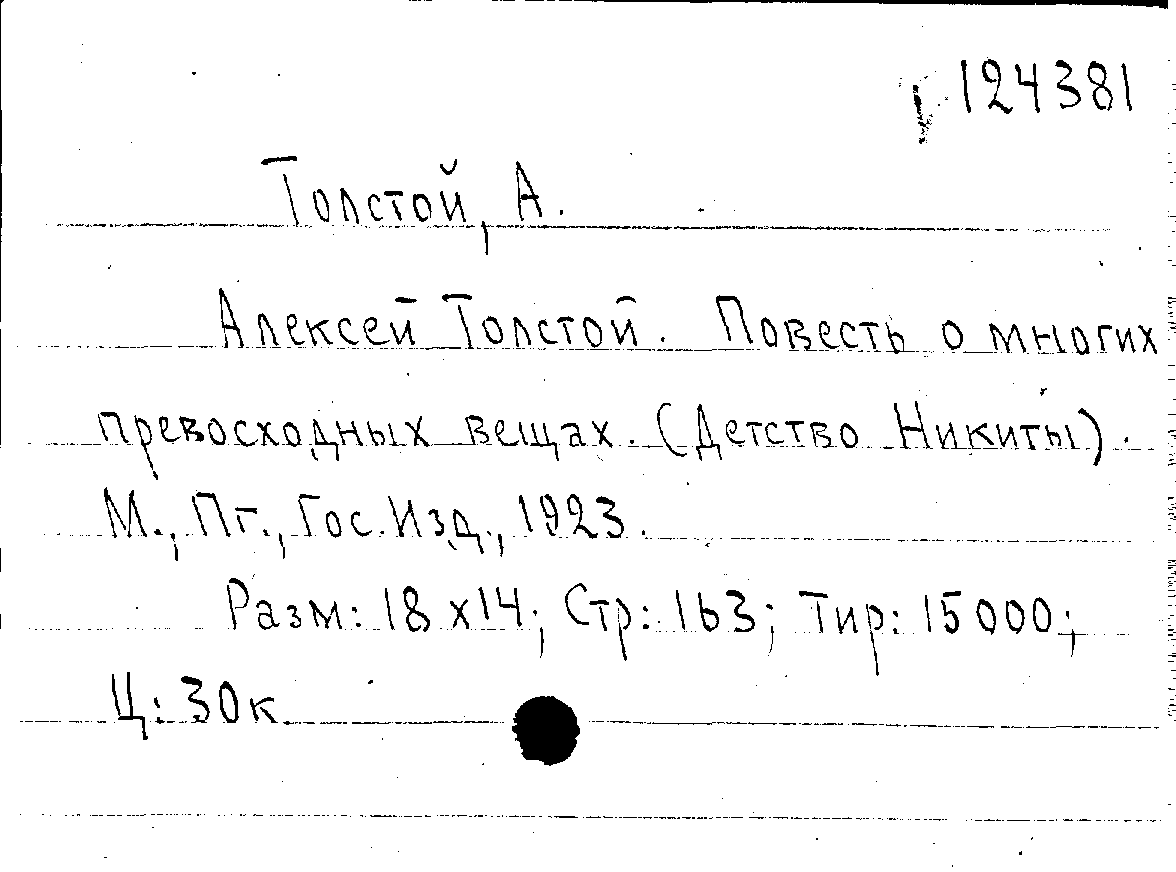 124381
Толстой, А.
Алексей Толстой. Повесть о многих
превосходных вещах. (Детство Никиты).
М., Пг., Гос. Изд., 1923.
Разм: 18 х 14; Стр: 163; Тир: 15000;
Ц: 30к.